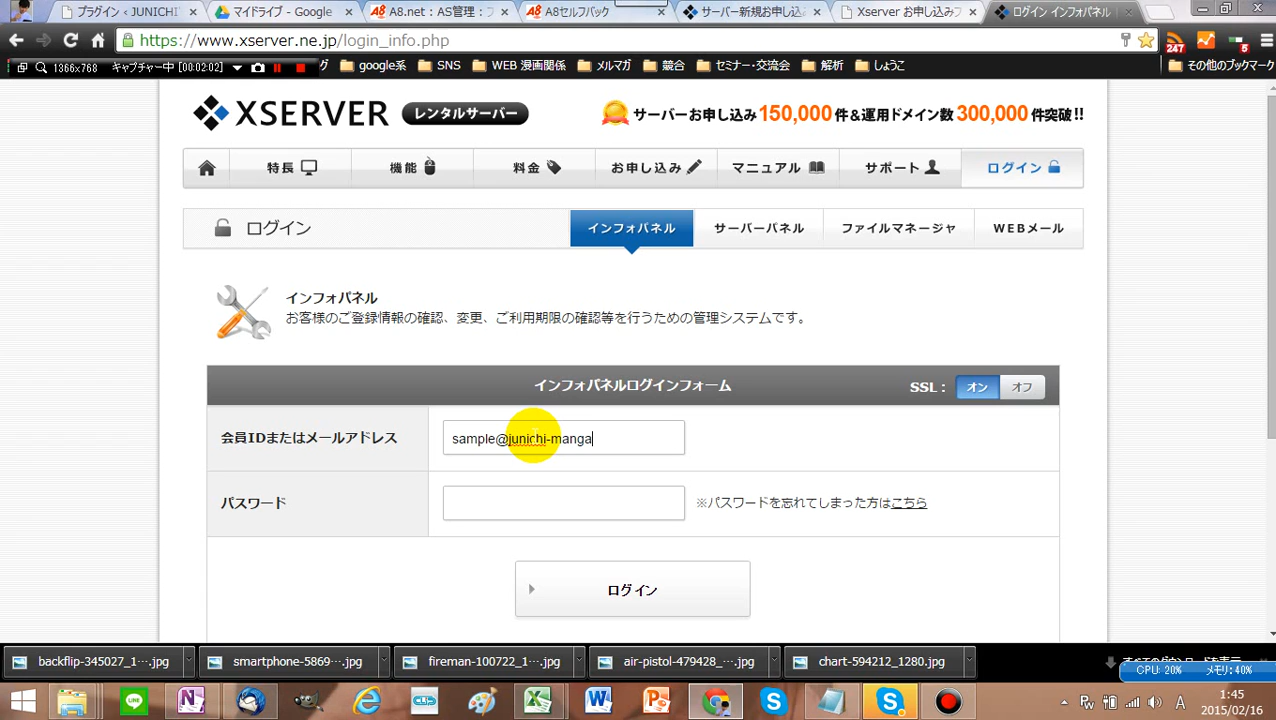 プラグイン ‹ JUNICHI
マイドライブ - Google
A8.net：AS管理：
A8セルフバック
サーバー新規お申し込み
Xserver お申し込みフ
ログイン インフォパネル
https://www.xserver.ne.jp/login_info.php
247
5
1366x768 キャプチャー中 [00:02:02]
google系 SNS WEB 漫画関係 メルマガ 競合 セミナー・交流会 解析 しょうこ その他のブックマーク
XSERVER レンタルサーバー
サーバーお申し込み150,000 件＆運用ドメイン数300,000 件突破!!
特長 機能 料金 お申し込み マニュアル サポート ログイン
ログイン
インフォパネル サーバーパネル ファイルマネージャ WEBメール
インフォパネル
お客様のご登録情報の確認、変更、ご利用期限の確認等を行うための管理システムです。
インフォパネルログインフォーム
SSL： オン オフ
会員IDまたはメールアドレス
sample@junichi-manga
パスワード
※パスワードを忘れてしまった方はこちら
ログイン
backflip-345027_1....jpg
smartphone-5869....jpg
fireman-100722_1....jpg
air-pistol-479428_....jpg
chart-594212_1280.jpg
CPU: 20% メモリ:40%
LINE
CLIP
A
1:45
2015/02/16